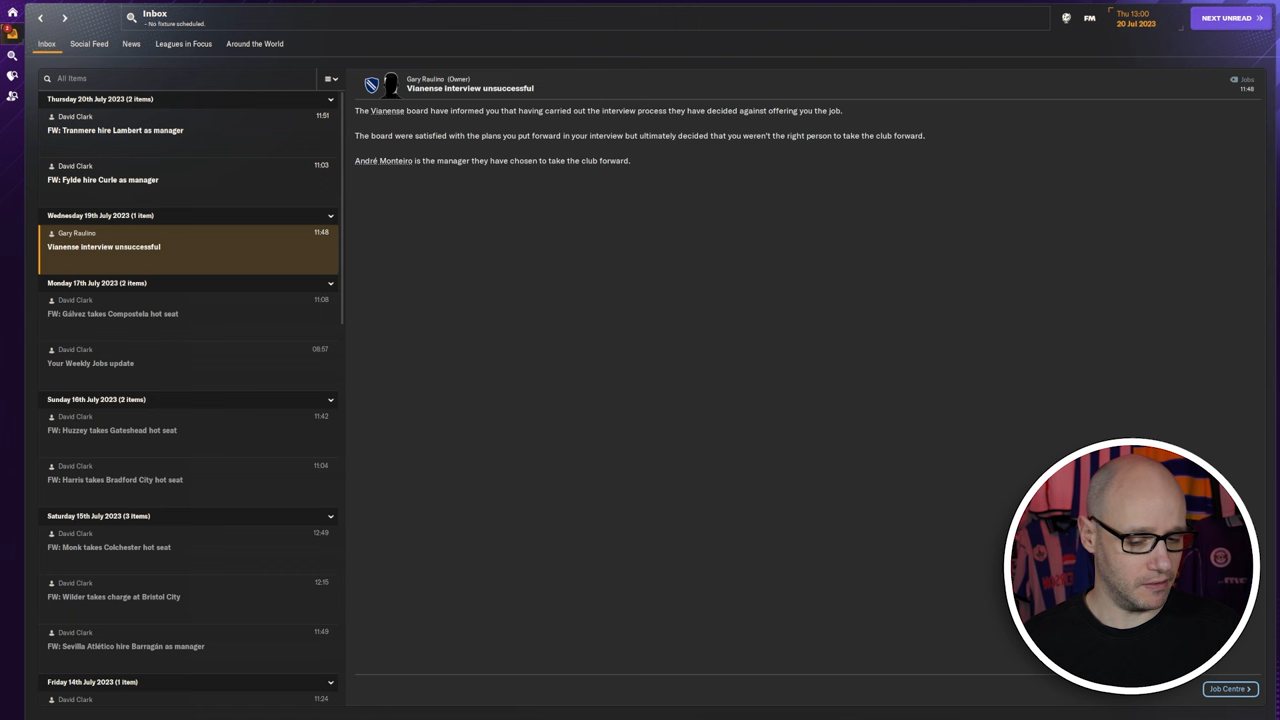 Inbox
- No fixture scheduled.
FM
Thu 13:00
20 Jul 2023
NEXT UNREAD
Inbox
Social Feed
News
Leagues in Focus
Around the World
All Items
Thursday 20th July 2023 (2 items)
David Clark 11:51
FW: Tranmere hire Lambert as manager
David Clark 11:03
FW: Fylde hire Curle as manager
Wednesday 19th July 2023 (1 item)
Gary Raulino 11:48
Vianense interview unsuccessful
Monday 17th July 2023 (2 items)
David Clark 11:08
FW: Gálvez takes Compostela hot seat
David Clark 08:57
Your Weekly Jobs update
Sunday 16th July 2023 (2 items)
David Clark 11:42
FW: Huzzey takes Gateshead hot seat
David Clark 11:04
FW: Harris takes Bradford City hot seat
Saturday 15th July 2023 (3 items)
David Clark 12:49
FW: Monk takes Colchester hot seat
David Clark 12:15
FW: Wilder takes charge at Bristol City
David Clark 11:49
FW: Sevilla Atlético hire Barragán as manager
Friday 14th July 2023 (1 item)
David Clark 11:24
Gary Raulino (Owner)
Vianense interview unsuccessful
Jobs
11:48
The Vianense board have informed you that having carried out the interview process they have decided against offering you the job.
The board were satisfied with the plans you put forward in your interview but ultimately decided that you weren't the right person to take the club forward.
André Monteiro is the manager they have chosen to take the club forward.
Job Centre